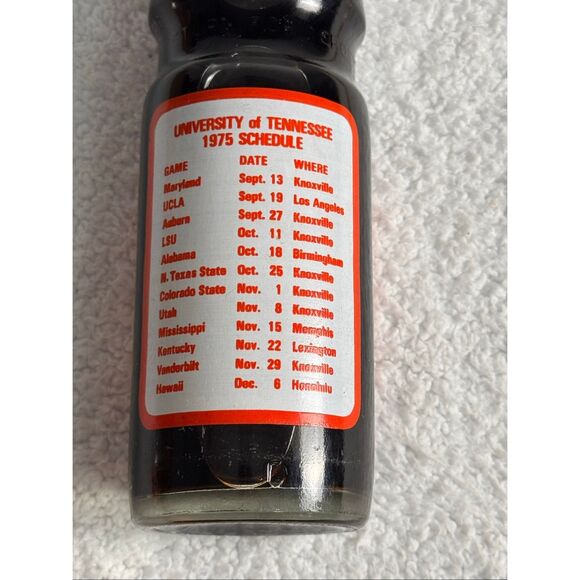 UNIVERSITY of TENNESSEE
1975 SCHEDULE
GAME DATE WHERE
Maryland Sept. 13 Knoxville
UCLA Sept. 19 Los Angeles
Auburn Sept. 27 Knoxville
LSU Oct. 11 Knoxville
Alabama Oct. 18 Birmingham
N. Texas State Oct. 25 Knoxville
Colorado State Nov. 1 Knoxville
Utah Nov. 8 Knoxville
Mississippi Nov. 15 Memphis
Kentucky Nov. 22 Lexington
Vanderbilt Nov. 29 Knoxville
Hawaii Dec. 6 Honolulu